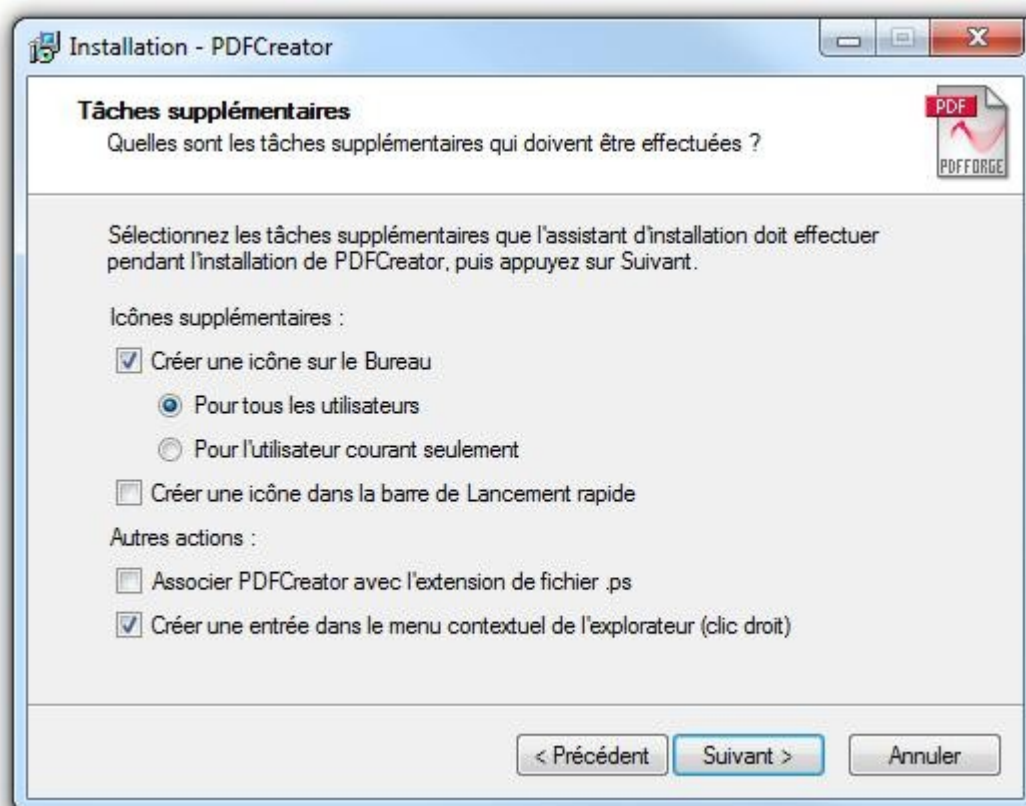 Installation - PDFCreator
Tâches supplémentaires
Quelles sont les tâches supplémentaires qui doivent être effectuées ?
PDF
PDFFORGE
Sélectionnez les tâches supplémentaires que l'assistant d'installation doit effectuer
pendant l'installation de PDFCreator, puis appuyez sur Suivant.
Icônes supplémentaires :
Créer une icône sur le Bureau
Pour tous les utilisateurs
Pour l'utilisateur courant seulement
Créer une icône dans la barre de Lancement rapide
Autres actions :
Associer PDFCreator avec l'extension de fichier .ps
Créer une entrée dans le menu contextuel de l'explorateur (clic droit)
< Précédent Suivant > Annuler